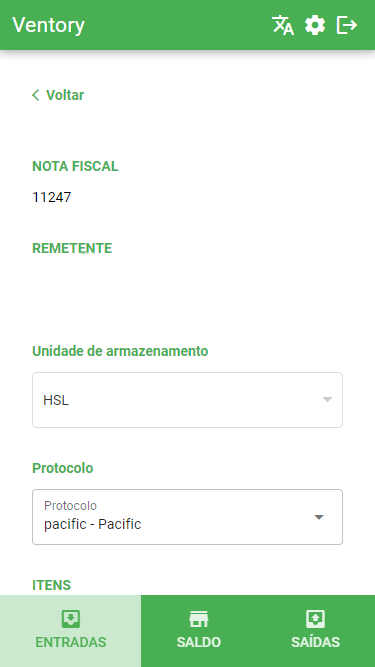 Ventory
Voltar
NOTA FISCAL
11247
REMETENTE
Unidade de armazenamento
HSL
Protocolo
Protocolo
pacific - Pacific
ITENS
ENTRADAS
SALDO
SAÍDAS